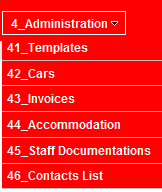 4_Administration
41_Templates
42_Cars
43_Invoices
44_Accommodation
45_Staff Documentations
46_Contacts List